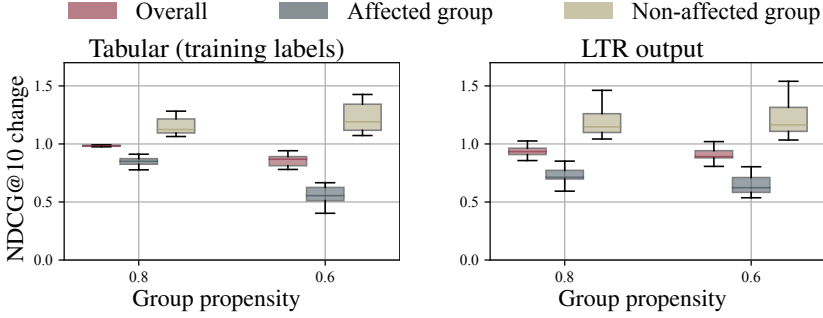 Overall Affected group Non-affected group
Tabular (training labels) LTR output
NDCG@10 change
1.5 1.5
1.0 1.0
0.5 0.5
0.0 0.0
0.8 0.6 0.8 0.6
Group propensity Group propensity